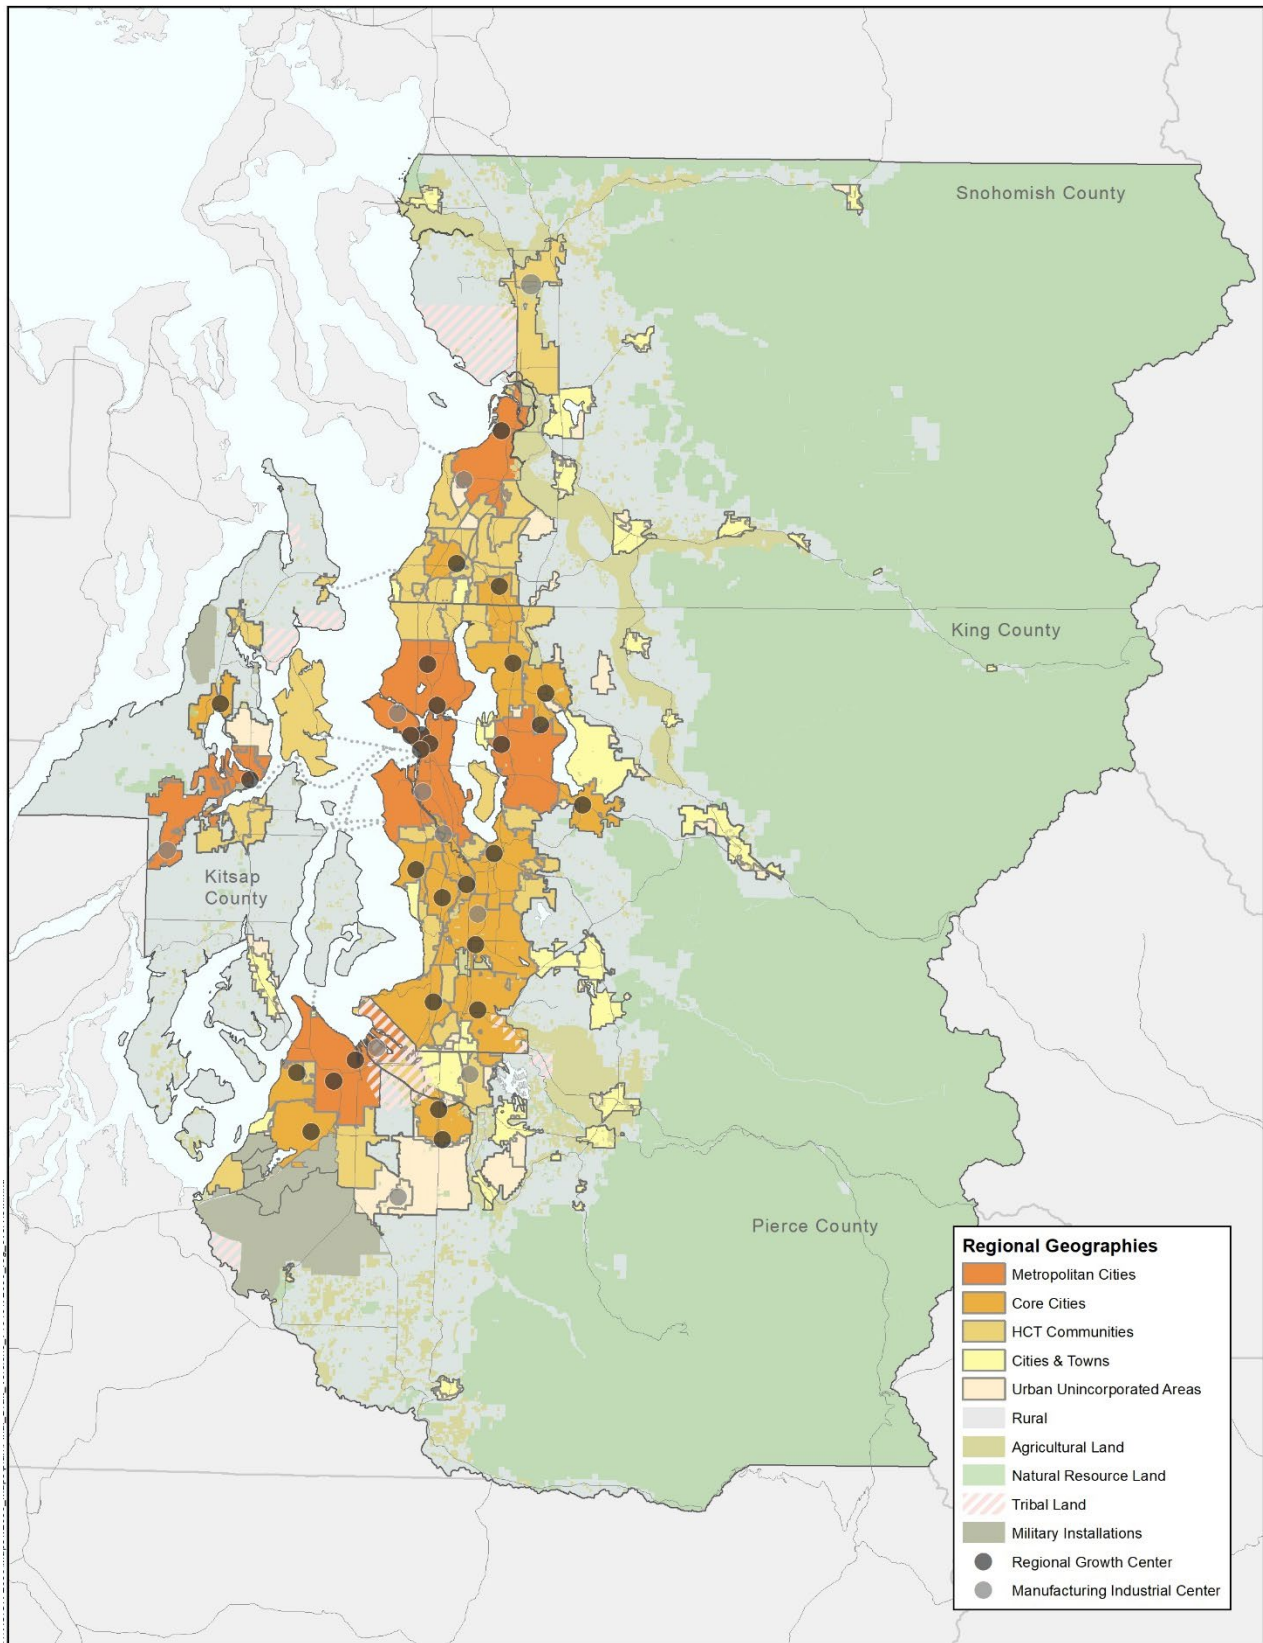 Snohomish County
King County
Kitsap
County
Pierce County
Regional Geographies
Metropolitan Cities
Core Cities
HCT Communities
Cities & Towns
Urban Unincorporated Areas
Rural
Agricultural Land
Natural Resource Land
Tribal Land
Military Installations
Regional Growth Center
Manufacturing Industrial Center